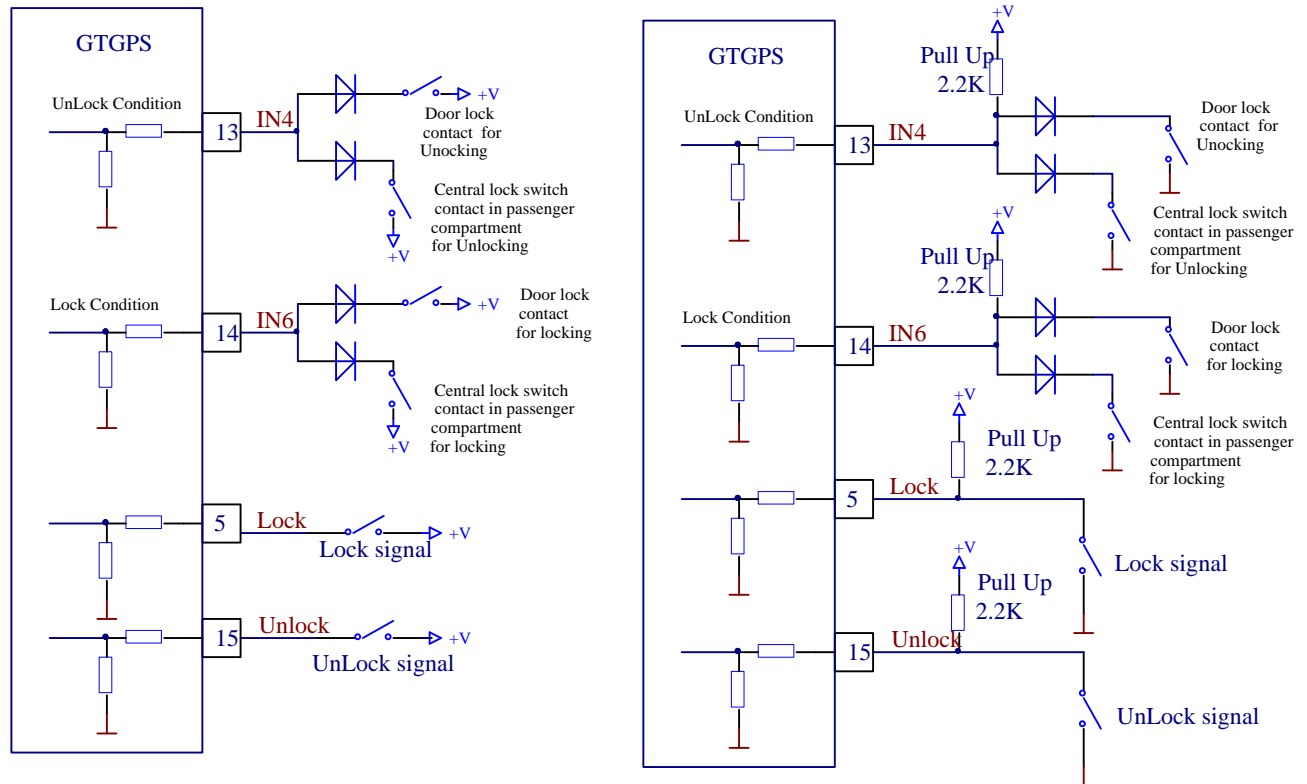 GTGPS
UnLock Condition
13
IN4
+V
Door lock
contact for
Unocking
Central lock switch
contact in passenger
compartment
for Unlocking
+V
Lock Condition
14
IN6
+V
Door lock
contact
for locking
Central lock switch
contact in passenger
compartment
for locking
+V
5
Lock
+V
Lock signal
15
Unlock
+V
UnLock signal
GTGPS
+V
Pull Up
2.2K
UnLock Condition
13
IN4
Door lock
contact for
Unocking
Central lock switch
contact in passenger
compartment
for Unlocking
+V
Pull Up
2.2K
Lock Condition
14
IN6
Door lock
contact
for locking
Central lock switch
contact in passenger
compartment
for locking
+V
Pull Up
2.2K
5
Lock
Lock signal
+V
Pull Up
2.2K
15
Unlock
UnLock signal